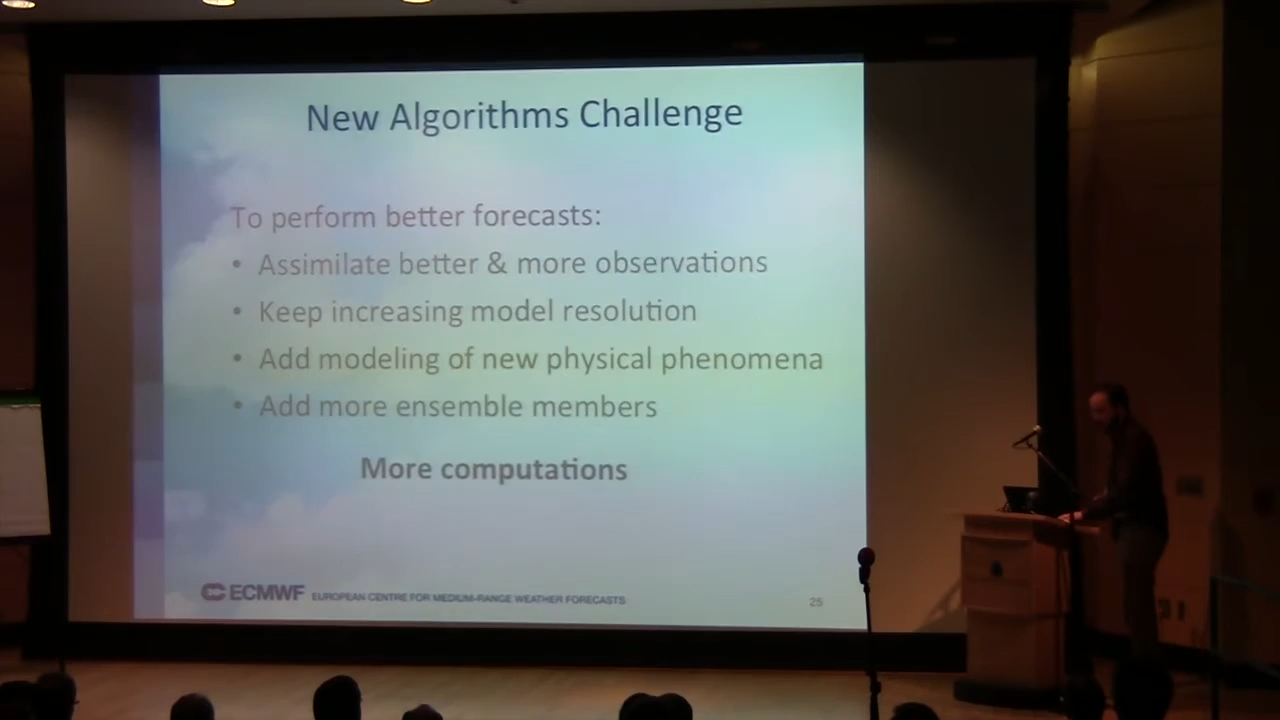 New Algorithms Challenge
To perform better forecasts:
• Assimilate better & more observations
• Keep increasing model resolution
• Add modeling of new physical phenomena
• Add more ensemble members
More computations
ECMWF EUROPEAN CENTRE FOR MEDIUM-RANGE WEATHER FORECASTS
25